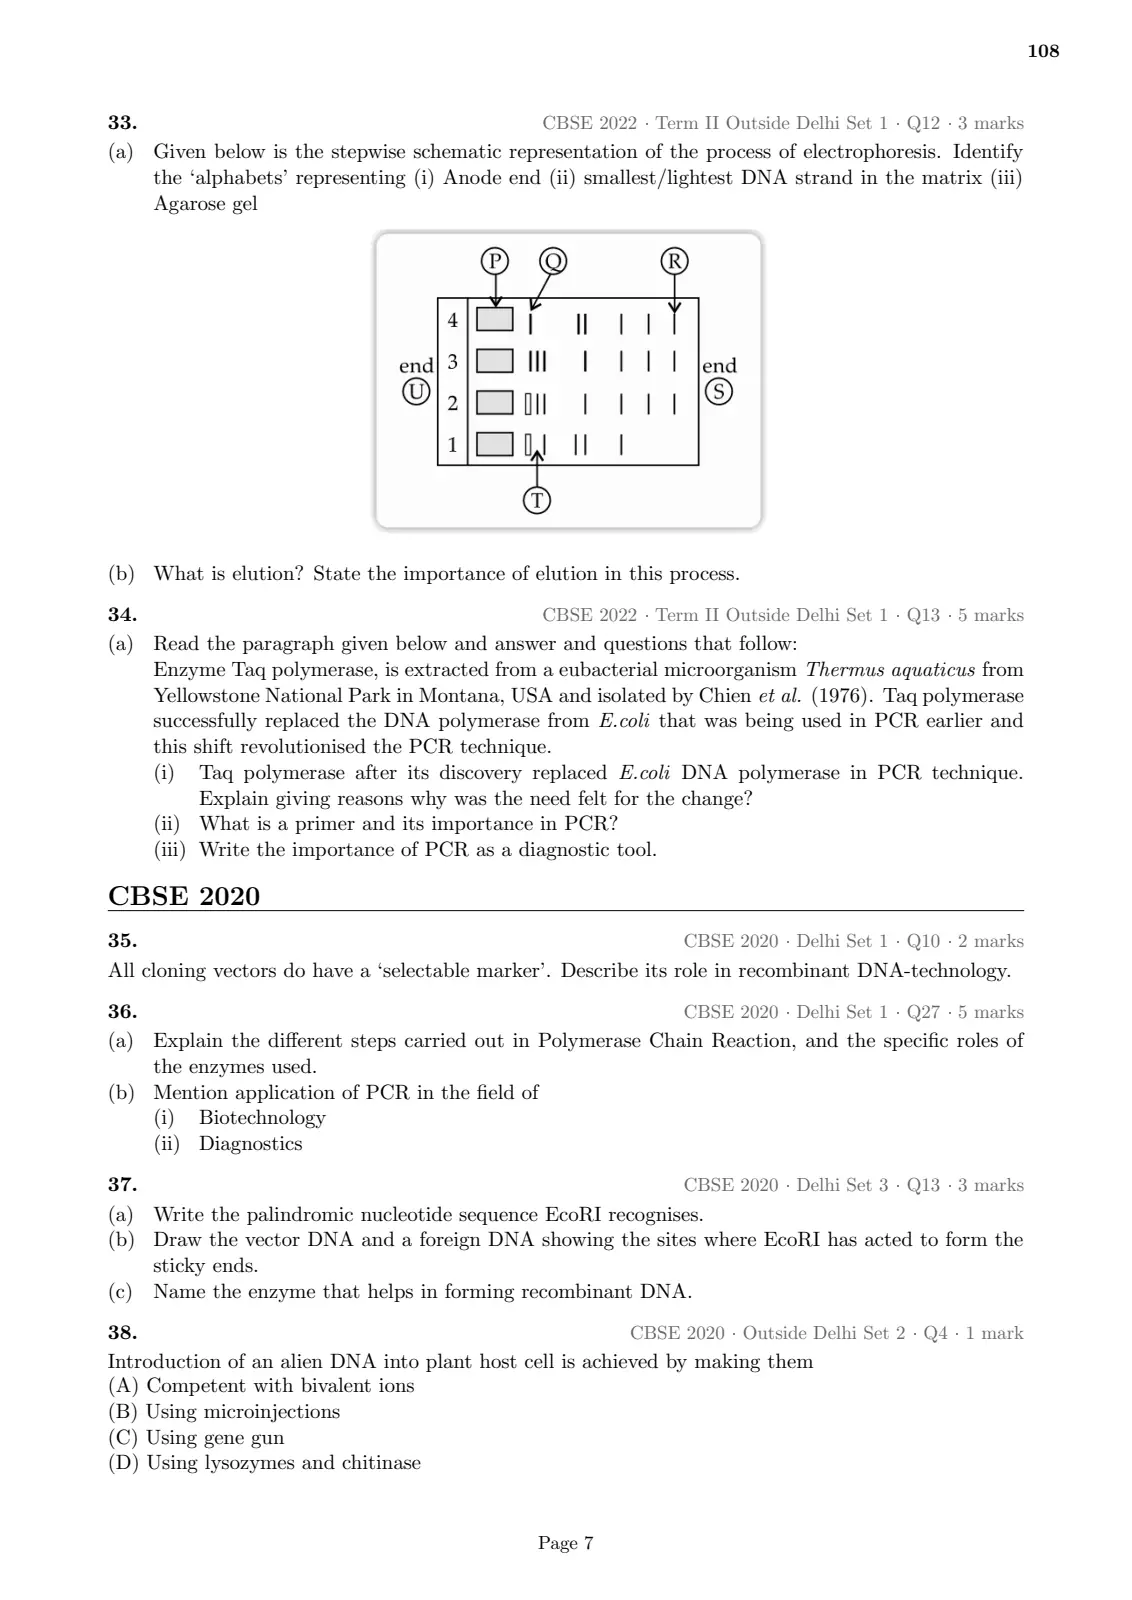 108
33. CBSE 2022 · Term II Outside Delhi Set 1 · Q12 · 3 marks
(a) Given below is the stepwise schematic representation of the process of electrophoresis. Identify
the ‘alphabets’ representing (i) Anode end (ii) smallest/lightest DNA strand in the matrix (iii)
Agarose gel
P Q R
4
end 3 end
U S
2
1
T
(b) What is elution? State the importance of elution in this process.
34. CBSE 2022 · Term II Outside Delhi Set 1 · Q13 · 5 marks
(a) Read the paragraph given below and answer and questions that follow:
Enzyme Taq polymerase, is extracted from a eubacterial microorganism Thermus aquaticus from
Yellowstone National Park in Montana, USA and isolated by Chien et al. (1976). Taq polymerase
successfully replaced the DNA polymerase from E.coli that was being used in PCR earlier and
this shift revolutionised the PCR technique.
(i) Taq polymerase after its discovery replaced E.coli DNA polymerase in PCR technique.
Explain giving reasons why was the need felt for the change?
(ii) What is a primer and its importance in PCR?
(iii) Write the importance of PCR as a diagnostic tool.
CBSE 2020
35. CBSE 2020 · Delhi Set 1 · Q10 · 2 marks
All cloning vectors do have a ‘selectable marker’. Describe its role in recombinant DNA-technology.
36. CBSE 2020 · Delhi Set 1 · Q27 · 5 marks
(a) Explain the different steps carried out in Polymerase Chain Reaction, and the specific roles of
the enzymes used.
(b) Mention application of PCR in the field of
(i) Biotechnology
(ii) Diagnostics
37. CBSE 2020 · Delhi Set 3 · Q13 · 3 marks
(a) Write the palindromic nucleotide sequence EcoRI recognises.
(b) Draw the vector DNA and a foreign DNA showing the sites where EcoRI has acted to form the
sticky ends.
(c) Name the enzyme that helps in forming recombinant DNA.
38. CBSE 2020 · Outside Delhi Set 2 · Q4 · 1 mark
Introduction of an alien DNA into plant host cell is achieved by making them
(A) Competent with bivalent ions
(B) Using microinjections
(C) Using gene gun
(D) Using lysozymes and chitinase
Page 7